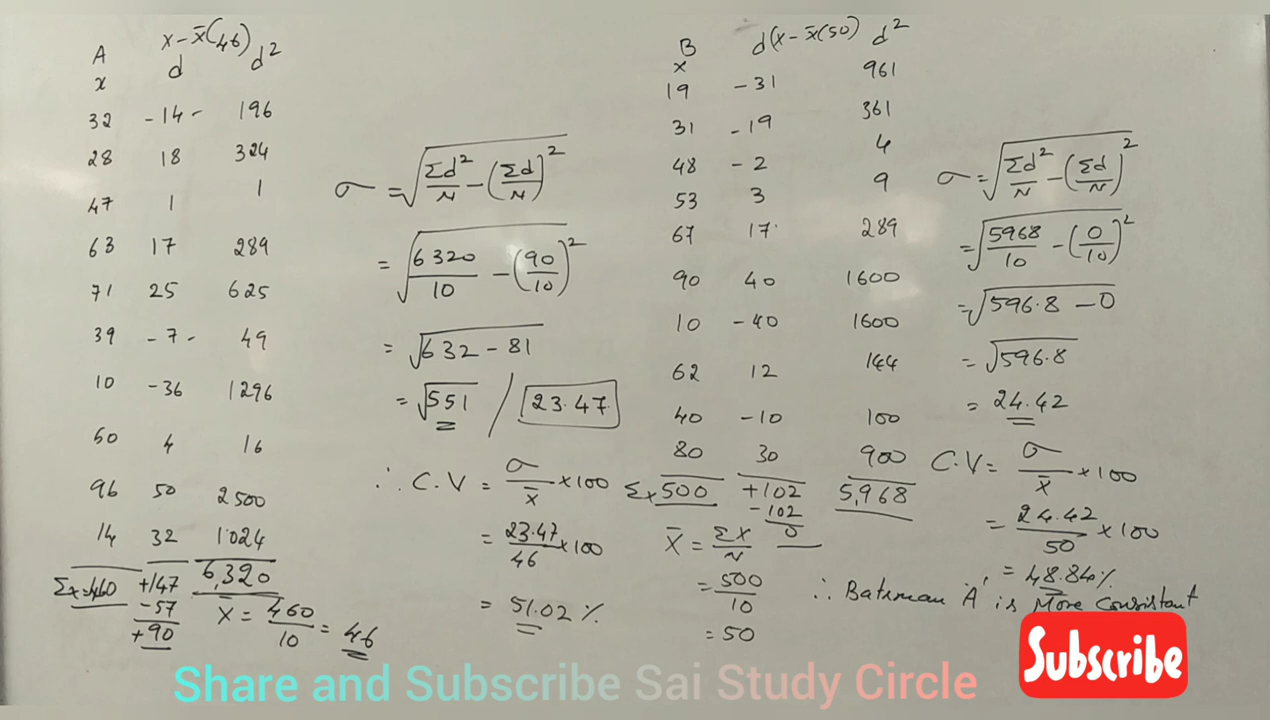 A x - x̄(46)
x d d²
32 -14- 196
28 18 324
47 1 1
63 17 289
71 25 625
39 -7- 49
10 -36 1296
50 4 16
96 50 2500
14 32 1024
Σx=460 +147 6,320
-57
+90
x̄ = 460/10 = 46
σ = √(Σd²/N - (Σd/N)²)
= √(6320/10 - (90/10)²)
= √(632 - 81)
= √551 / 23.47
∴ C.V = σ/x̄ × 100
= 23.47/46 × 100
= 51.02 %
B d(x - x̄(50) d²
x
19 -31 961
31 -19 361
48 -2 4
53 3 9
67 17 289
90 40 1600
10 -40 1600
62 12 144
40 -10 100
80 30 900
Σx 500 +102 5,968
-102
0
x̄ = Σx/N
= 500/10
= 50
σ = √(Σd²/N - (Σd/N)²)
= √(5968/10 - (0/10)²)
= √(596.8 - 0)
= √596.8
= 24.42
C.V = σ/x̄ × 100
= 24.42/50 × 100
= 48.84%
∴ Batsman A' is More Consistant
Subscribe
Share and Subscribe Sai Study Circle